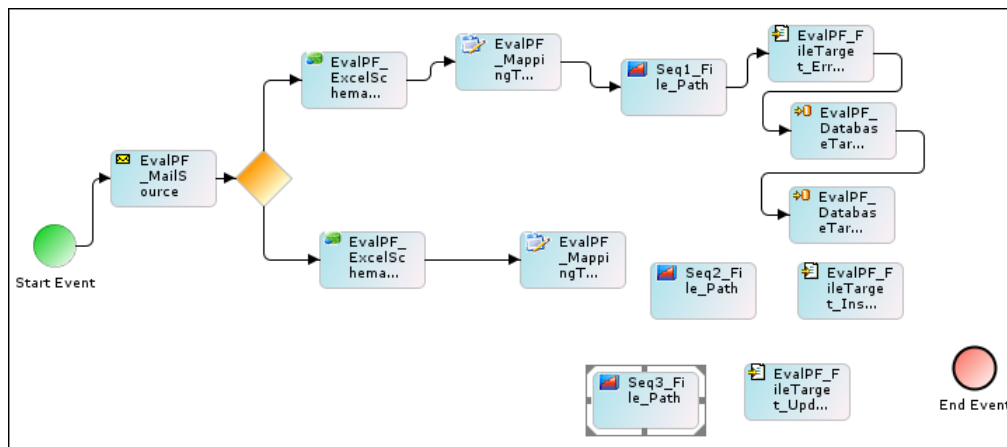 EvalPF_
_MailS
ource
Start Event
EvalPF_
ExcelSc
hema...
EvalPF
_Mappi
ngT...
Seq1_Fi
le_Path
EvalPF_F
ileTarge
t_Err...
EvalPF_
Databas
eTar...
EvalPF_
Databas
eTar...
EvalPF_
ExcelSc
hema...
EvalPF
_Mappi
ngT...
Seq2_Fi
le_Path
EvalPF_F
ileTarge
t_Ins...
Seq3_Fi
le_Path
EvalPF_F
ileTarge
t_Upd...
End Event